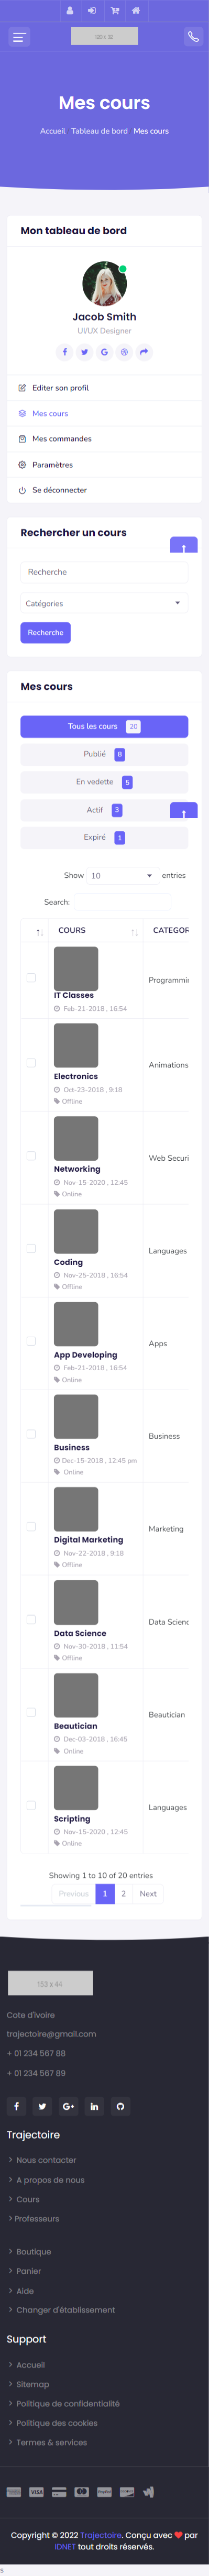 128 x 32
Mes cours
Accueil Tableau de bord Mes cours
Mon tableau de bord
Jacob Smith
UI/UX Designer
Editer son profil
Mes cours
Mes commandes
Paramètres
Se déconnecter
Rechercher un cours
Recherche
Catégories
Recherche
Mes cours
Tous les cours 20
Publié 8
En vedette 5
Actif 3
Expiré 1
Show 10 entries
Search:
COURS CATEGOR
IT Classes
Feb-21-2018 , 16:54
Programmin
Electronics
Oct-23-2018 , 9:18
Offline
Animations
Networking
Nov-15-2020 , 12:45
Online
Web Securi
Coding
Nov-25-2018 , 16:54
Offline
Languages
App Developing
Feb-21-2018 , 16:54
Online
Apps
Business
Dec-15-2018 , 12:45 pm
Online
Business
Digital Marketing
Nov-22-2018 , 9:18
Offline
Marketing
Data Science
Nov-30-2018 , 11:54
Offline
Data Scienc
Beautician
Dec-03-2018 , 16:45
Online
Beautician
Scripting
Nov-15-2020 , 12:45
Online
Languages
Showing 1 to 10 of 20 entries
Previous 1 2 Next
153 x 44
Cote d'ivoire
trajectoire@gmail.com
+ 01 234 567 88
+ 01 234 567 89
Trajectoire
Nous contacter
A propos de nous
Cours
Professeurs
Boutique
Panier
Aide
Changer d'établissement
Support
Accueil
Sitemap
Politique de confidentialité
Politique des cookies
Termes & services
VISA
PayPal
Copyright © 2022 Trajectoire. Conçu avec ❤ par
IDNET tout droits réservés.
s